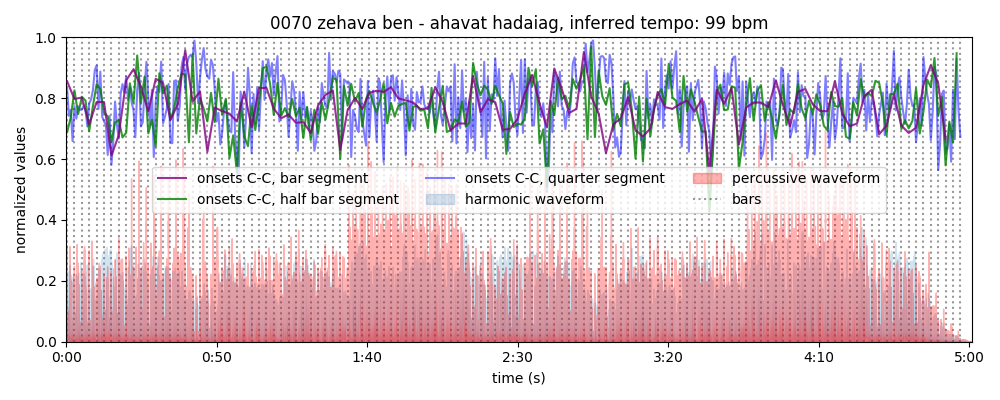 0070 zehava ben - ahavat hadaiag, inferred tempo: 99 bpm
1.0
0.8
0.6
0.4
0.2
0.0
normalized values
onsets C-C, bar segment
onsets C-C, half bar segment
onsets C-C, quarter segment
harmonic waveform
percussive waveform
bars
0:00 0:50 1:40 2:30 3:20 4:10 5:00
time (s)